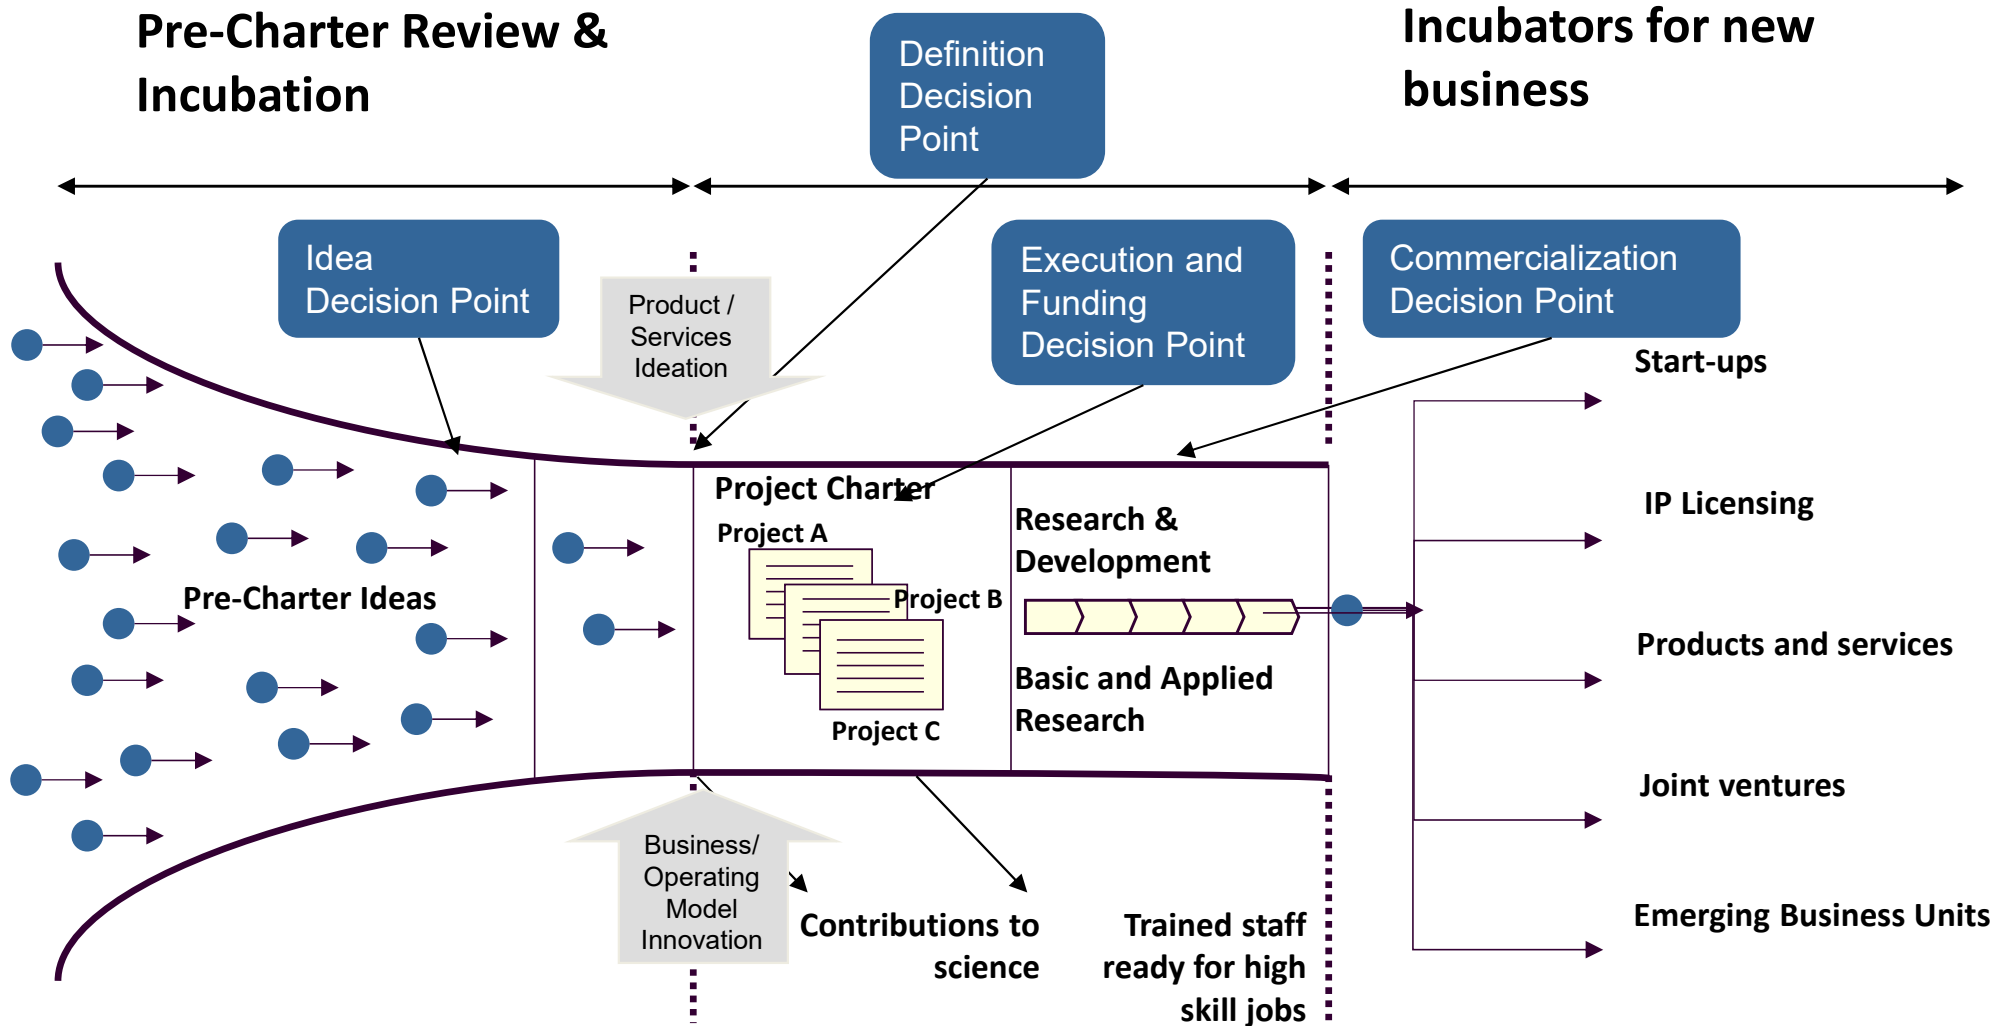 Pre-Charter Review &
Incubation
Definition
Decision
Point
Incubators for new
business
Idea
Decision Point
Product /
Services
Ideation
Execution and
Funding
Decision Point
Commercialization
Decision Point
Start-ups
IP Licensing
Products and services
Joint ventures
Emerging Business Units
Pre-Charter Ideas
Project Charter
Project A
Project B
Project C
Research &
Development
Basic and Applied
Research
Business/
Operating
Model
Innovation
Contributions to
science
Trained staff
ready for high
skill jobs